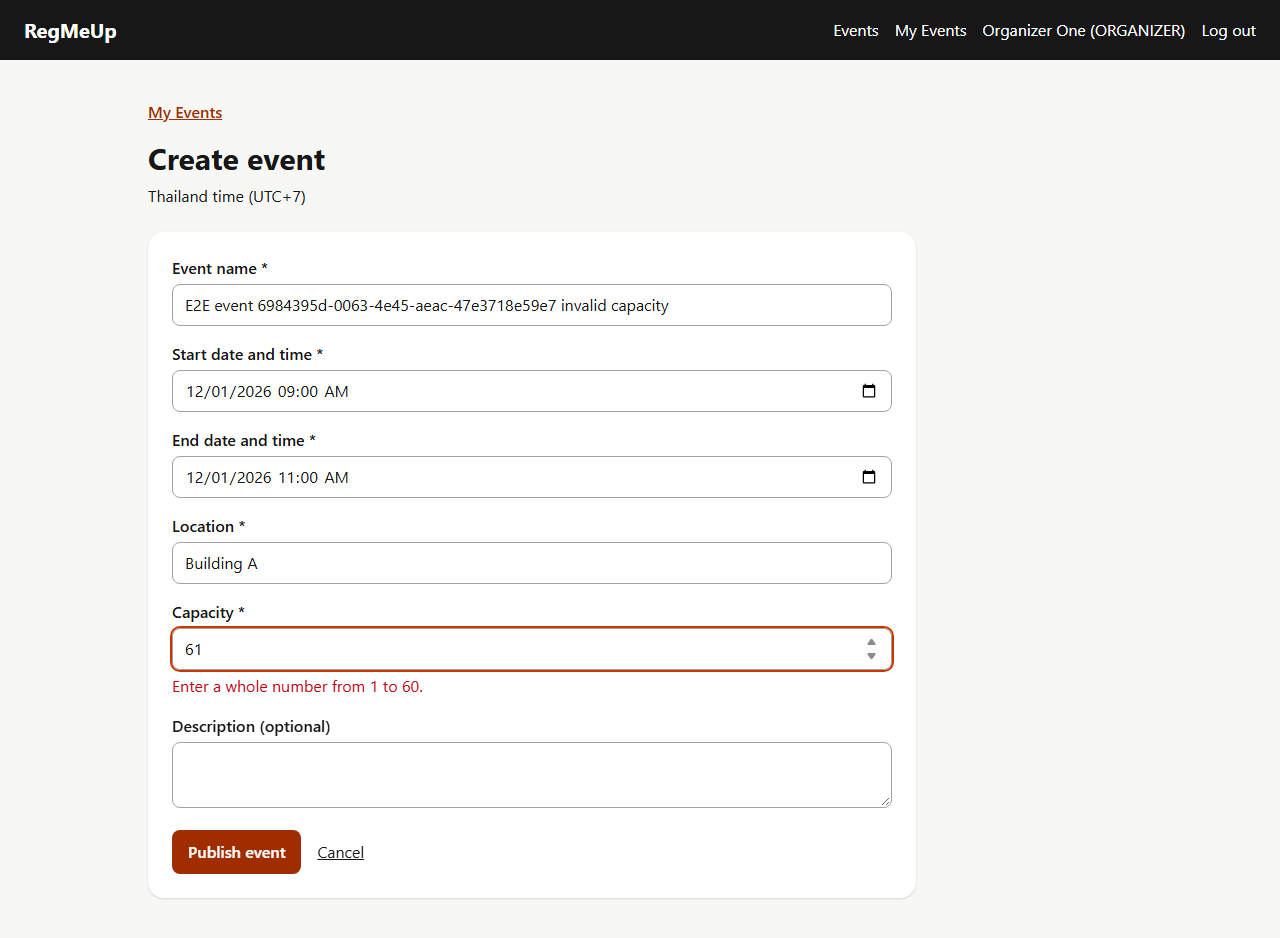 RegMeUp
Events My Events Organizer One (ORGANIZER) Log out
My Events
Create event
Thailand time (UTC+7)
Event name *
E2E event 6984395d-0063-4e45-aeac-47e3718e59e7 invalid capacity
Start date and time *
12/01/2026 09:00 AM
End date and time *
12/01/2026 11:00 AM
Location *
Building A
Capacity *
61
Enter a whole number from 1 to 60.
Description (optional)
Publish event Cancel